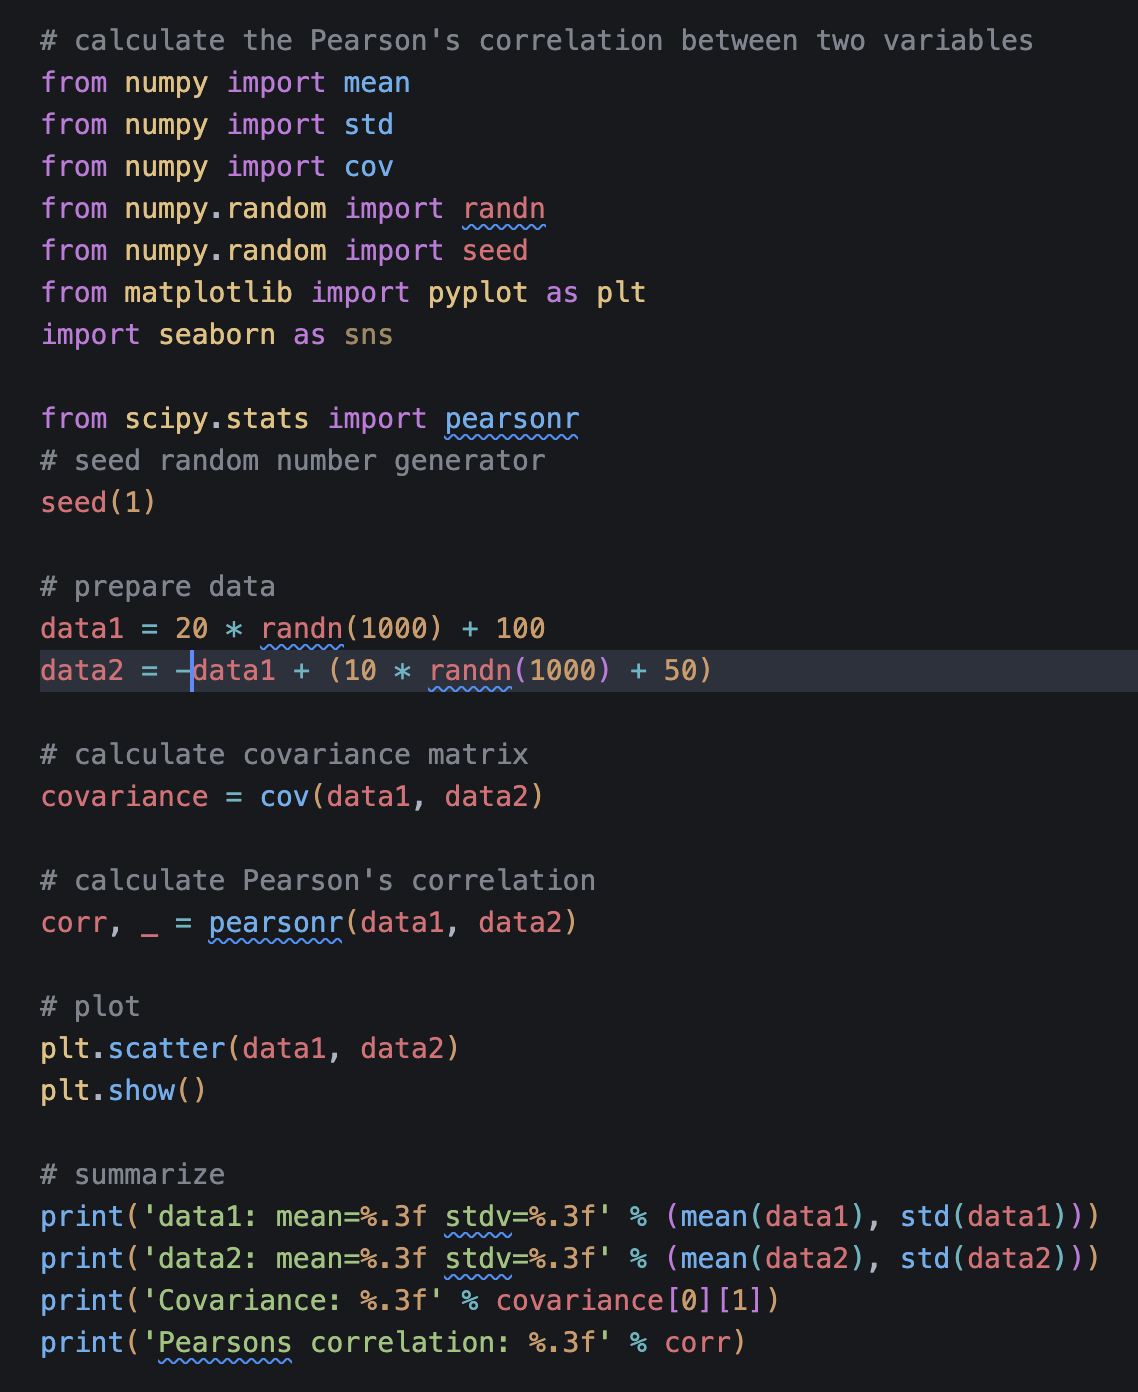 # calculate the Pearson's correlation between two variables
from numpy import mean
from numpy import std
from numpy import cov
from numpy.random import randn
from numpy.random import seed
from matplotlib import pyplot as plt
import seaborn as sns
from scipy.stats import pearsonr
# seed random number generator
seed(1)
# prepare data
data1 = 20 * randn(1000) + 100
data2 = -data1 + (10 * randn(1000) + 50)
# calculate covariance matrix
covariance = cov(data1, data2)
# calculate Pearson's correlation
corr, _ = pearsonr(data1, data2)
# plot
plt.scatter(data1, data2)
plt.show()
# summarize
print('data1: mean=%.3f stdv=%.3f' % (mean(data1), std(data1)))
print('data2: mean=%.3f stdv=%.3f' % (mean(data2), std(data2)))
print('Covariance: %.3f' % covariance[0][1])
print('Pearsons correlation: %.3f' % corr)